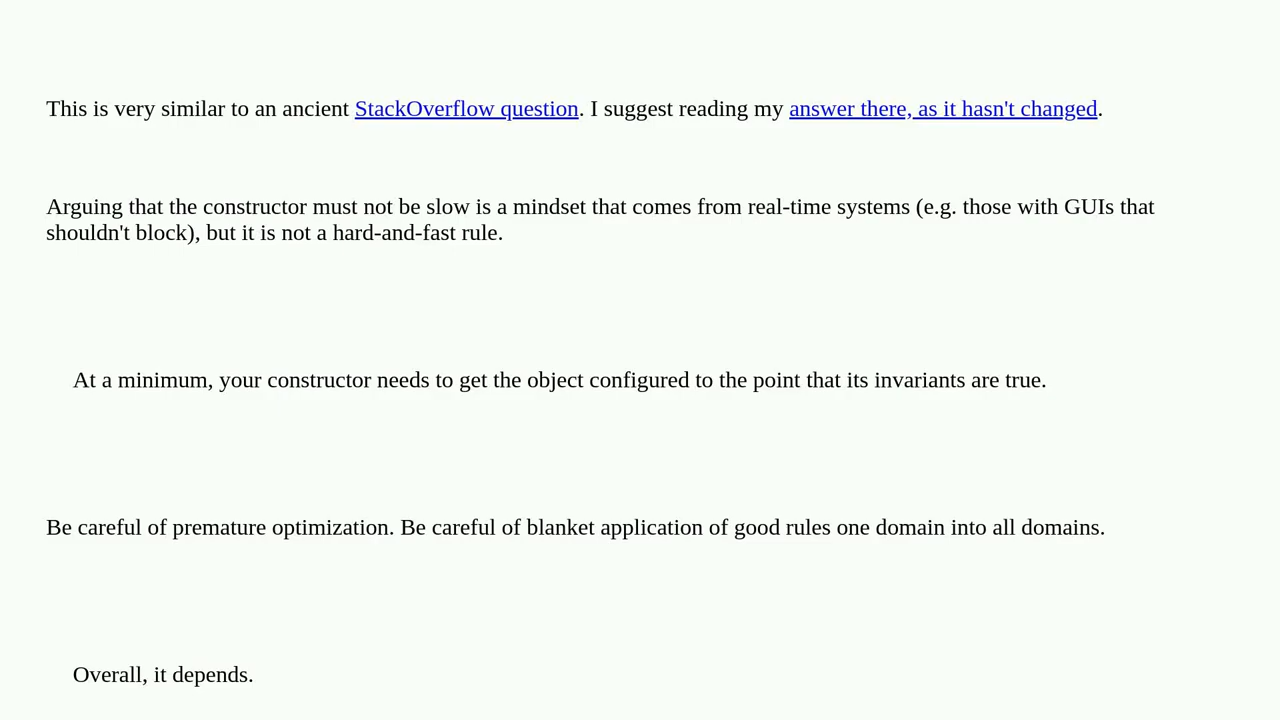 This is very similar to an ancient StackOverflow question. I suggest reading my answer there, as it hasn't changed.
Arguing that the constructor must not be slow is a mindset that comes from real-time systems (e.g. those with GUIs that
shouldn't block), but it is not a hard-and-fast rule.
At a minimum, your constructor needs to get the object configured to the point that its invariants are true.
Be careful of premature optimization. Be careful of blanket application of good rules one domain into all domains.
Overall, it depends.